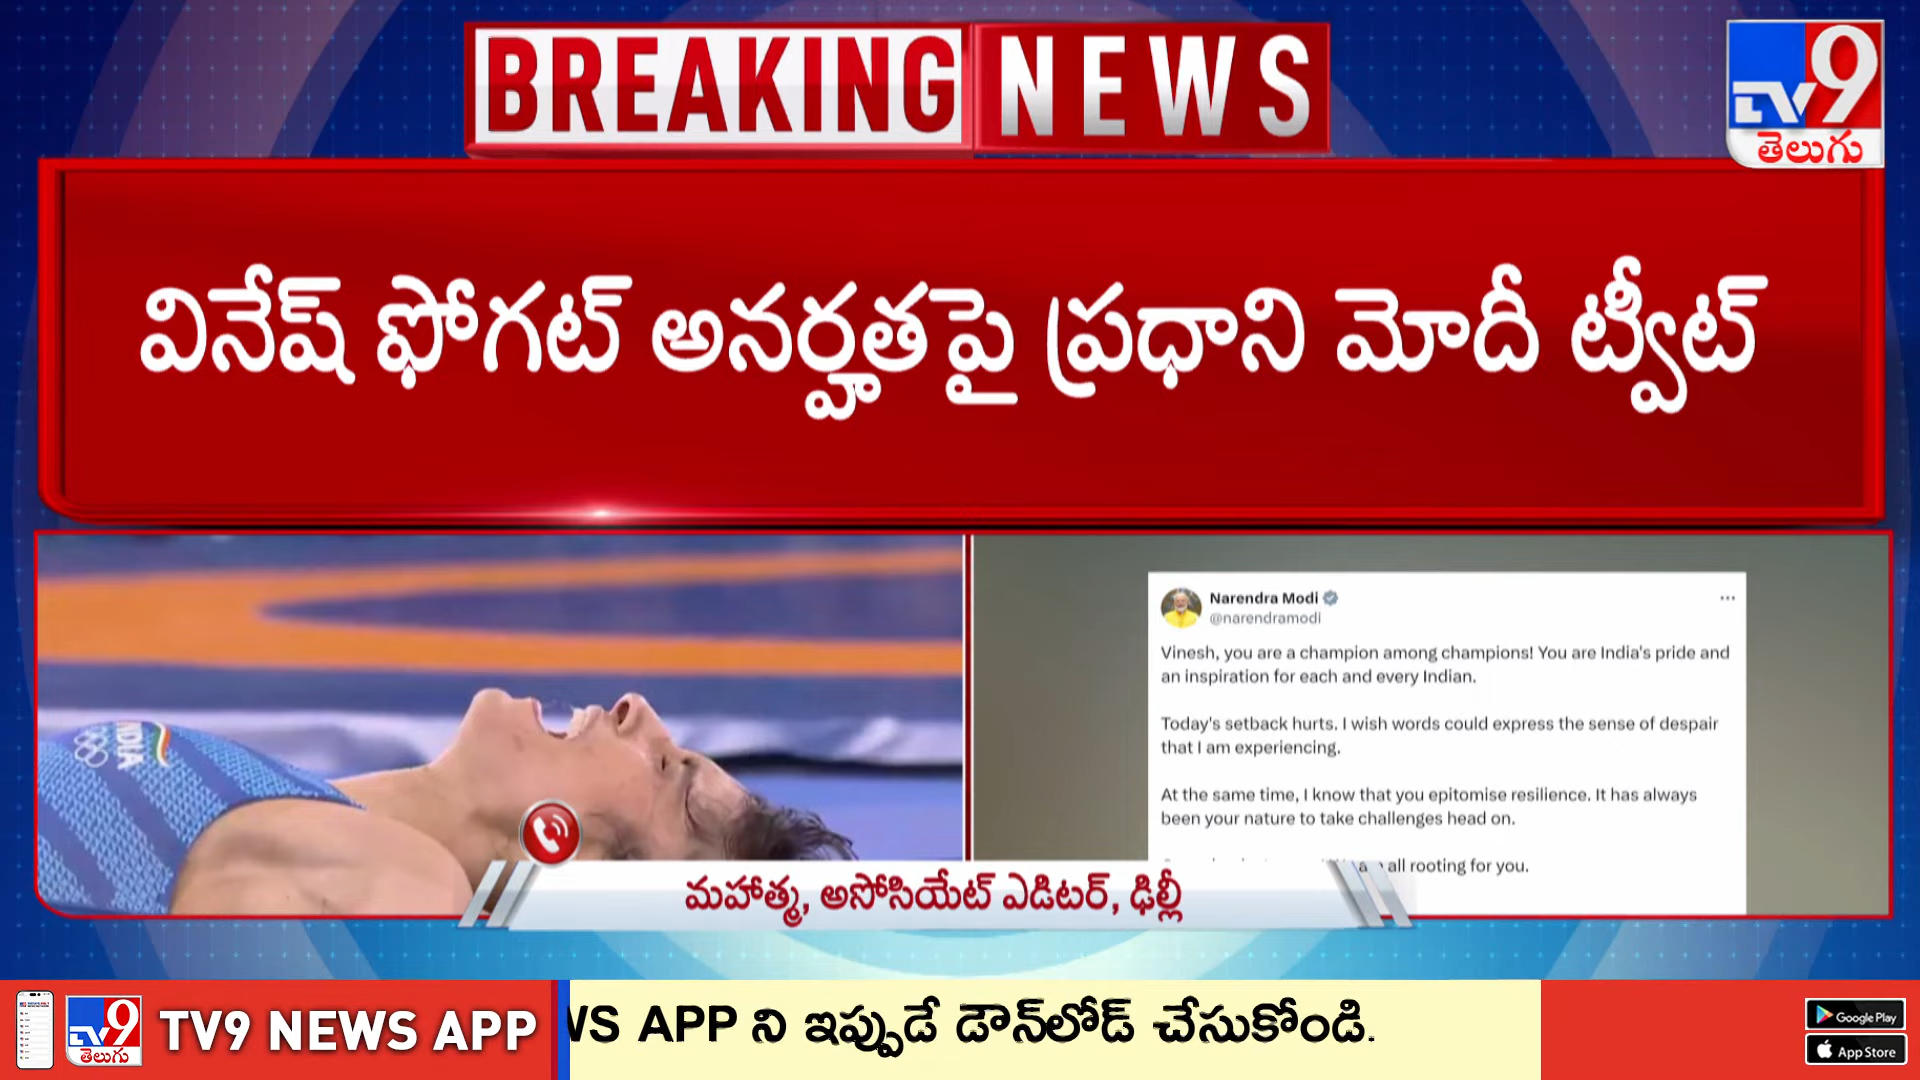 BREAKING NEWS
TV9
తెలుగు
వినేష్ ఫోగట్ అనర్హతపై ప్రధాని మోదీ ట్వీట్
INDIA
Narendra Modi
@narendramodi
Vinesh, you are a champion among champions! You are India's pride and
an inspiration for each and every Indian.
Today's setback hurts. I wish words could express the sense of despair
that I am experiencing.
At the same time, I know that you epitomise resilience. It has always
been your nature to take challenges head on.
all rooting for you.
మహాత్మ, అసోసియేట్ ఎడిటర్, ఢిల్లీ
TV9
తెలుగు
TV9 NEWS APP
WS APP ని ఇప్పుడే డౌన్‌లోడ్ చేసుకోండి.
Google Play
App Store